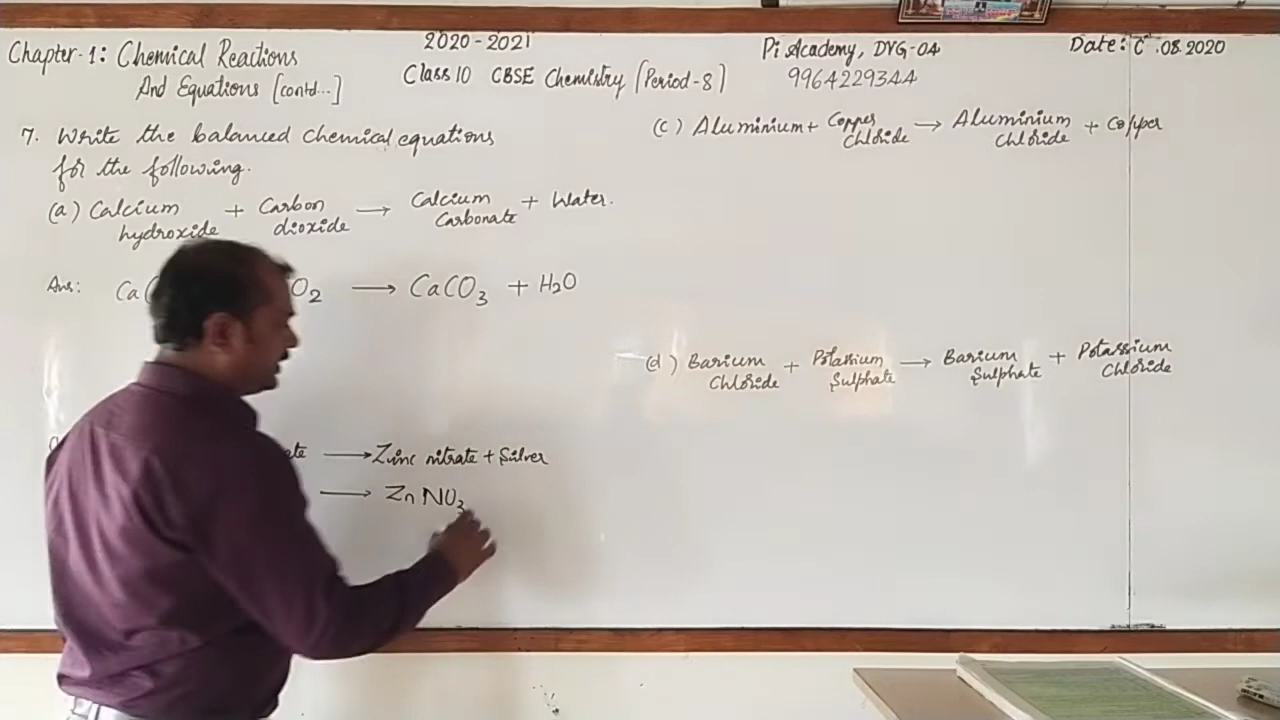 2020-2021
Chapter-1: Chemical Reactions
And Equations [contd...]
Class 10 CBSE Chemistry [Period-8]
Pi Academy, DVG-04
9964229344
Date: .08.2020
7. Write the balanced chemical equations
for the following.
(a) Calcium hydroxide + Carbon dioxide → Calcium Carbonate + Water.
Ans: Ca O2 → CaCO3 + H2O
→ Zinc nitrate + Silver
→ Zn NO3
(c) Aluminium + Copper Chloride → Aluminium Chloride + Copper
(d) Barium Chloride + Potassium Sulphate → Barium Sulphate + Potassium Chloride